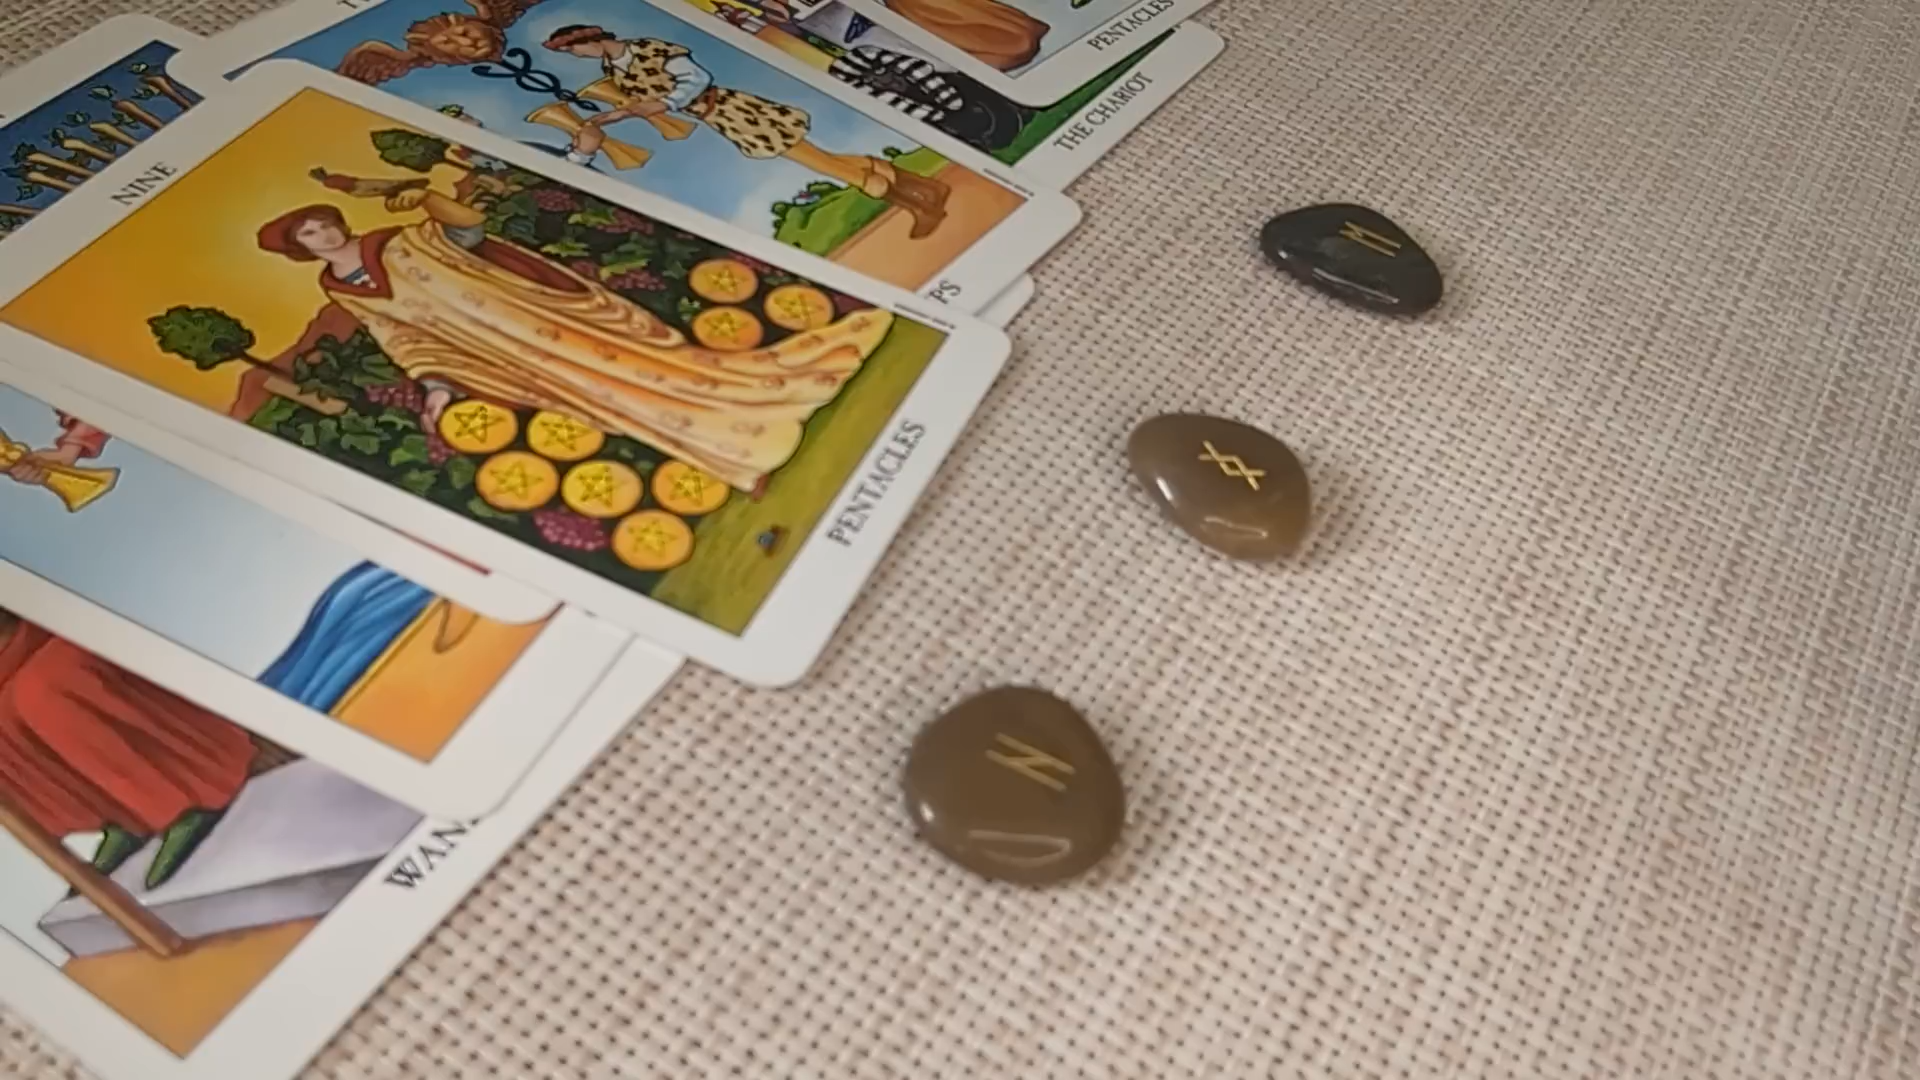 PENTACLES
THE CHARIOT
NINE
PS
PENTACLES
WAN
ᛖ
ᛝ
ᚺ